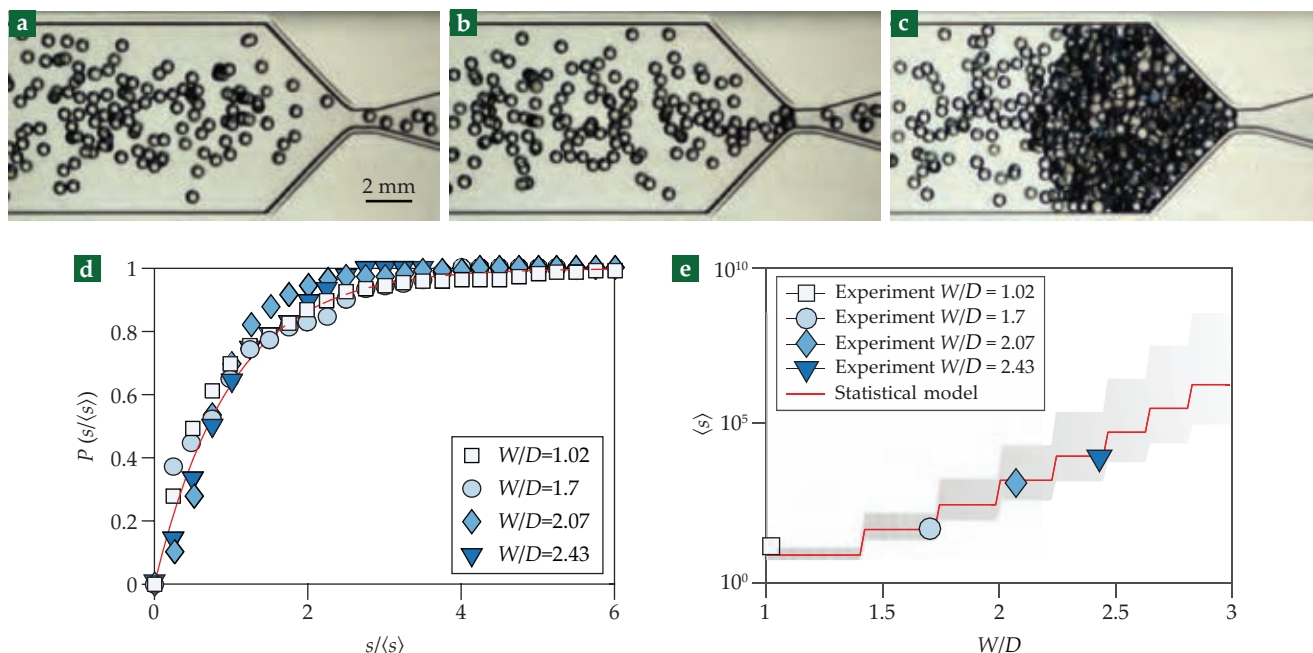 a
b
c
2 mm
d
1
0.8
0.6
0.4
0.2
0
P (s/⟨s⟩)
W/D=1.02
W/D=1.7
W/D=2.07
W/D=2.43
0
2
4
6
s/⟨s⟩
e
10¹⁰
10⁵
10⁰
⟨s⟩
Experiment W/D = 1.02
Experiment W/D = 1.7
Experiment W/D = 2.07
Experiment W/D = 2.43
Statistical model
1
1.5
2
2.5
3
W/D